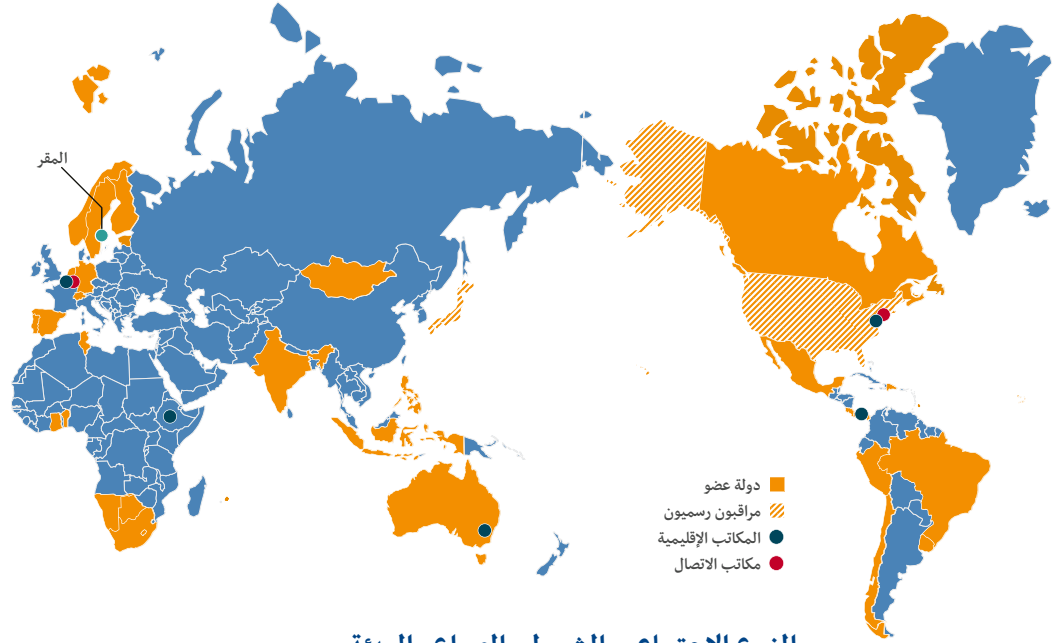 المقر
دولة عضو
مراقبون رسميون
المكاتب الإقليمية
مكاتب الاتصال